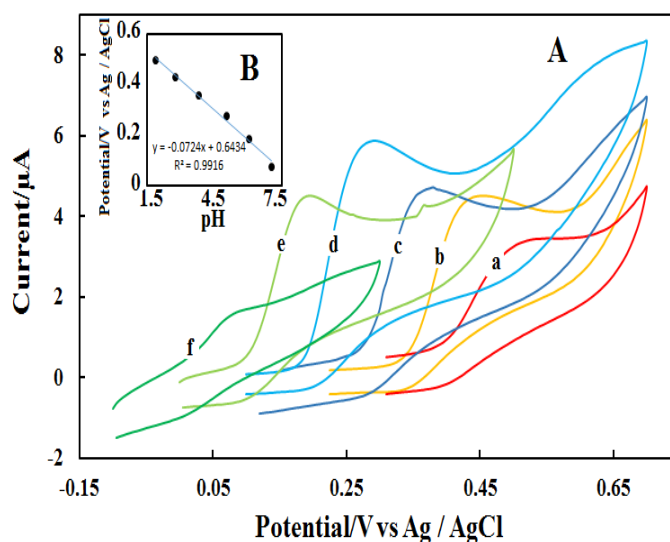 A
B
Current/µA
8
6
4
2
0
-2
-0.15
0.05
0.25
0.45
0.65
Potential/V vs Ag / AgCl
Potential/V vs Ag / AgCl
0.6
0.4
0.2
0
1.5
4.5
7.5
pH
y = -0.0724x + 0.6434
R² = 0.9916
a
b
c
d
e
f